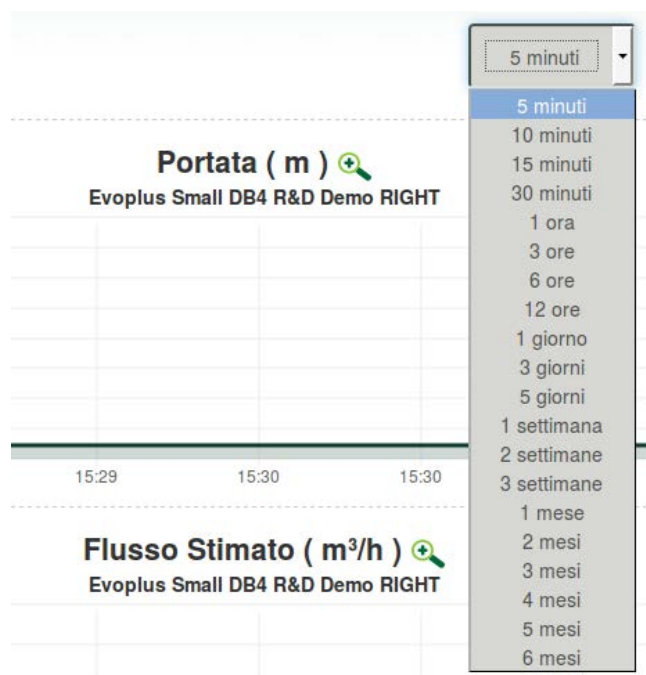 5 minuti
5 minuti
10 minuti
15 minuti
30 minuti
1 ora
3 ore
6 ore
12 ore
1 giorno
3 giorni
5 giorni
1 settimana
2 settimane
3 settimane
1 mese
2 mesi
3 mesi
4 mesi
5 mesi
6 mesi
Portata ( m )
Evoplus Small DB4 R&D Demo RIGHT
15:29 15:30 15:30
Flusso Stimato ( m³/h )
Evoplus Small DB4 R&D Demo RIGHT